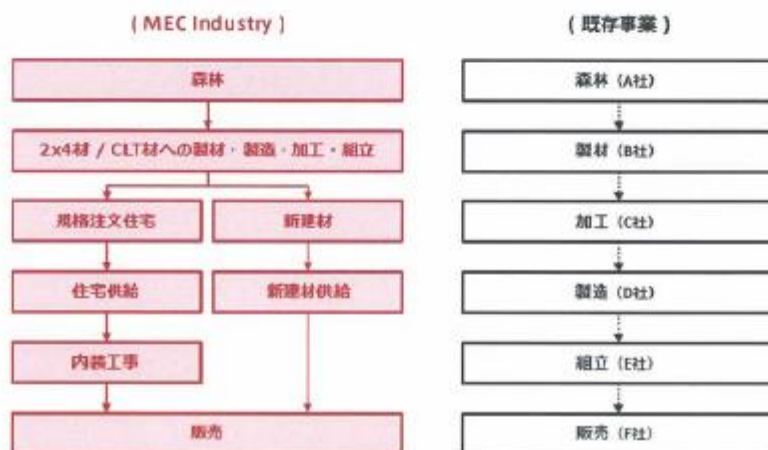 ( MEC Industry )
森林
2x4材 / CLT材への製材・製造・加工・組立
規格注文住宅
新建材
住宅供給
新建材供給
内装工事
販売
( 既存事業 )
森林（A社）
製材（B社）
加工（C社）
製造（D社）
組立（E社）
販売（F社）